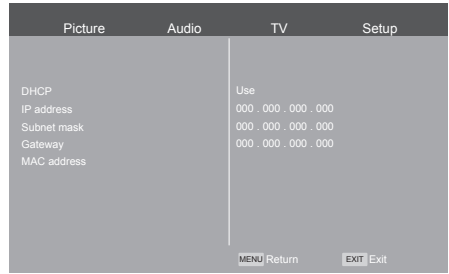 Picture Audio TV Setup
DHCP Use
IP address 000 . 000 . 000 . 000
Subnet mask 000 . 000 . 000 . 000
Gateway 000 . 000 . 000 . 000
MAC address
MENU Return EXIT Exit